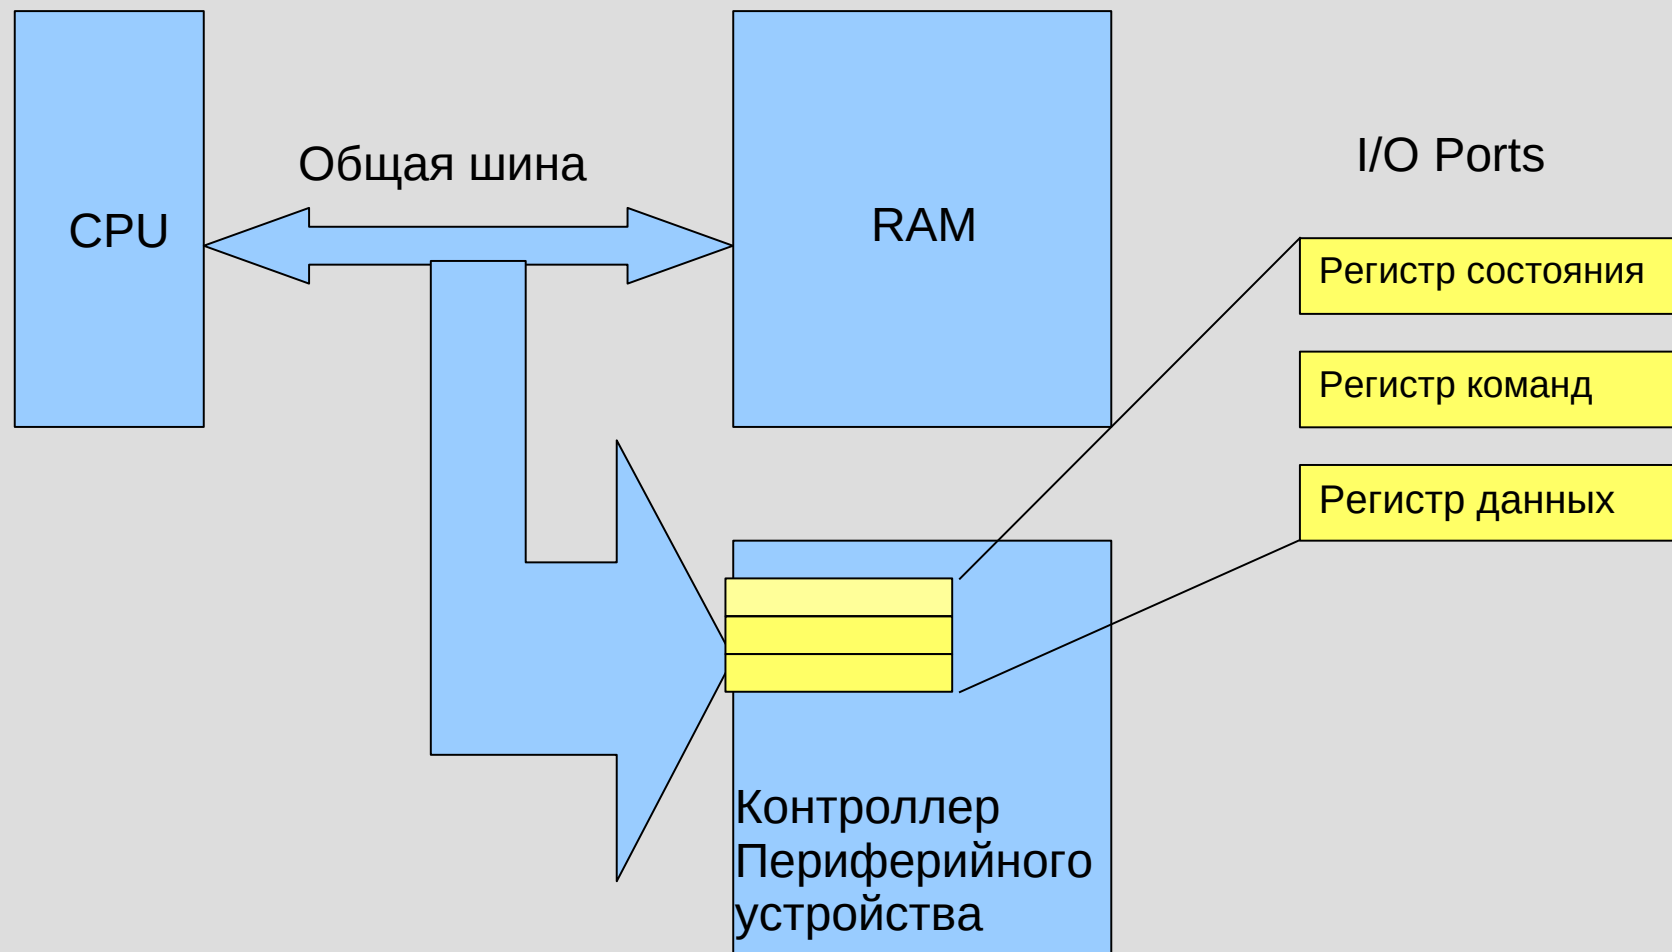 Общая шина
CPU
RAM
I/O Ports
Регистр состояния
Регистр команд
Регистр данных
Контроллер
Периферийного
устройства